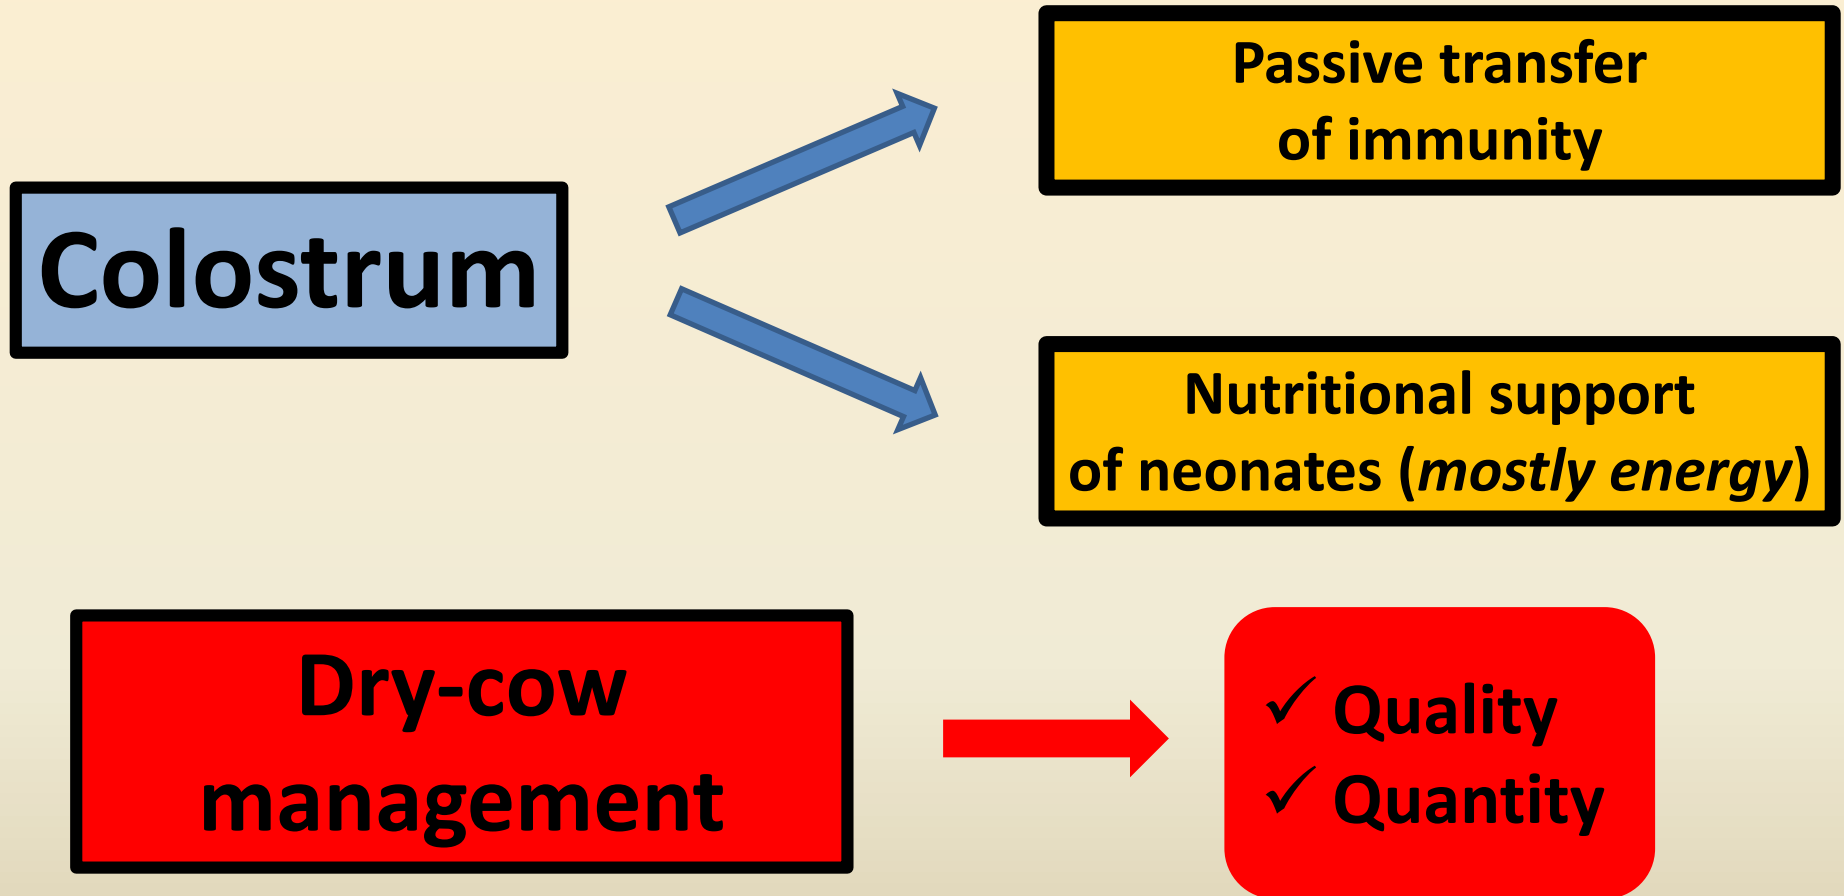 Passive transfer
of immunity
Colostrum
Nutritional support
of neonates (mostly energy)
Dry-cow
management
✓ Quality
✓ Quantity